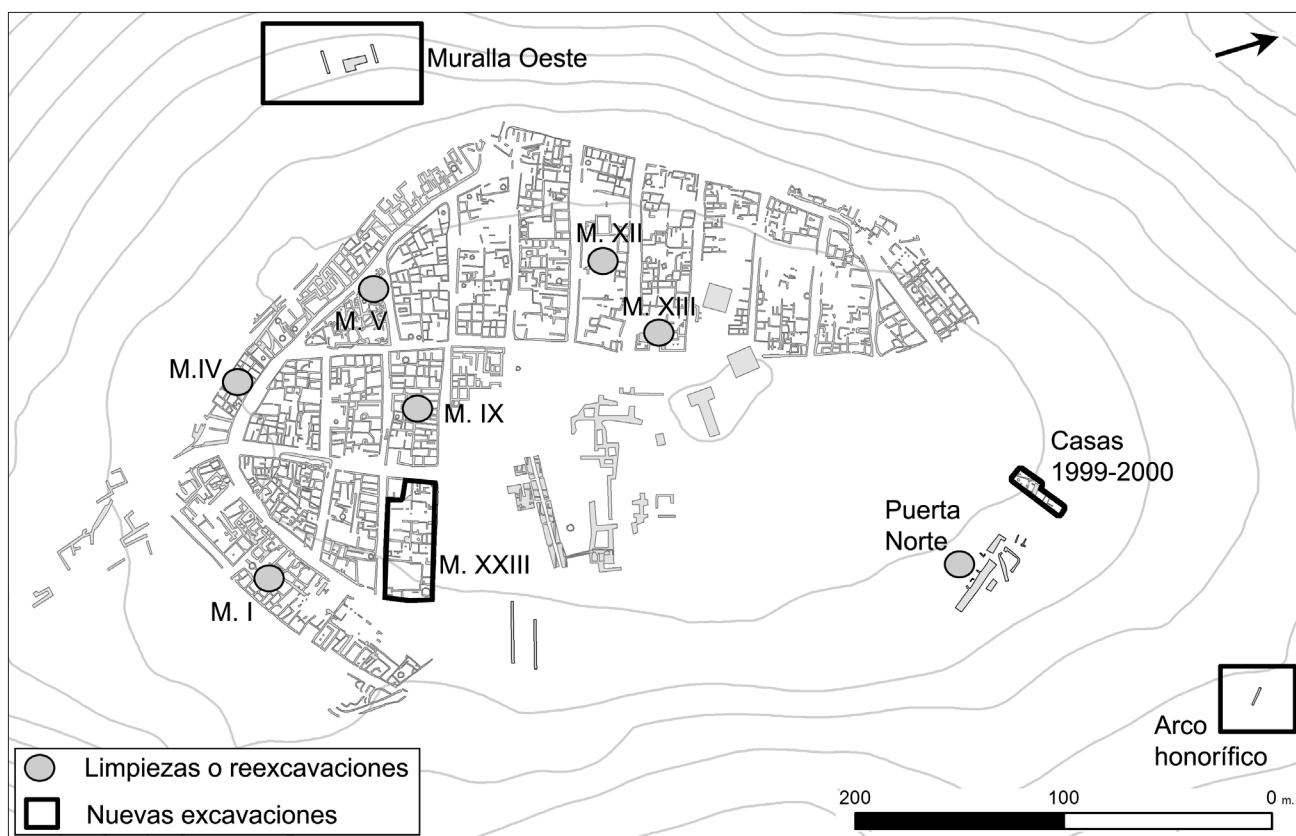 Muralla Oeste
M. XII
M. XIII
M. V
M.IV
M. IX
Casas
1999-2000
Puerta
Norte
M. XXIII
M. I
Arco
honorífico
Limpiezas o reexcavaciones
Nuevas excavaciones
200 100 0 m.